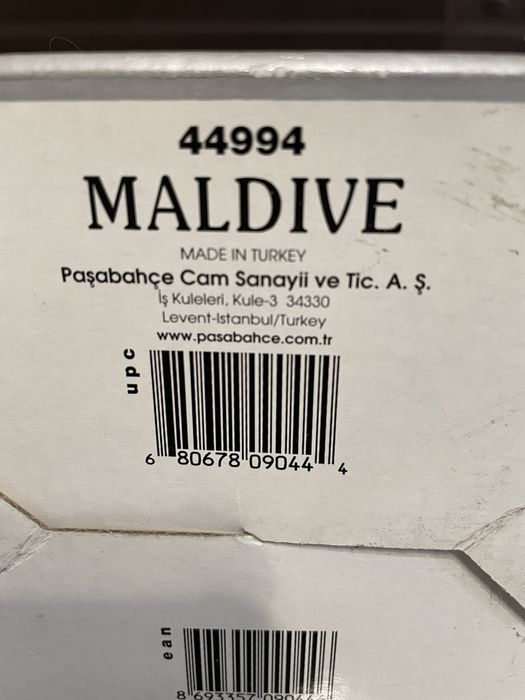 44994
MALDIVE
MADE IN TURKEY
Paşabahçe Cam Sanayii ve Tic. A. Ş.
İş Kuleleri, Kule-3 34330
Levent-Istanbul/Turkey
www.pasabahce.com.tr
upc
6 80678 09044 4
ean